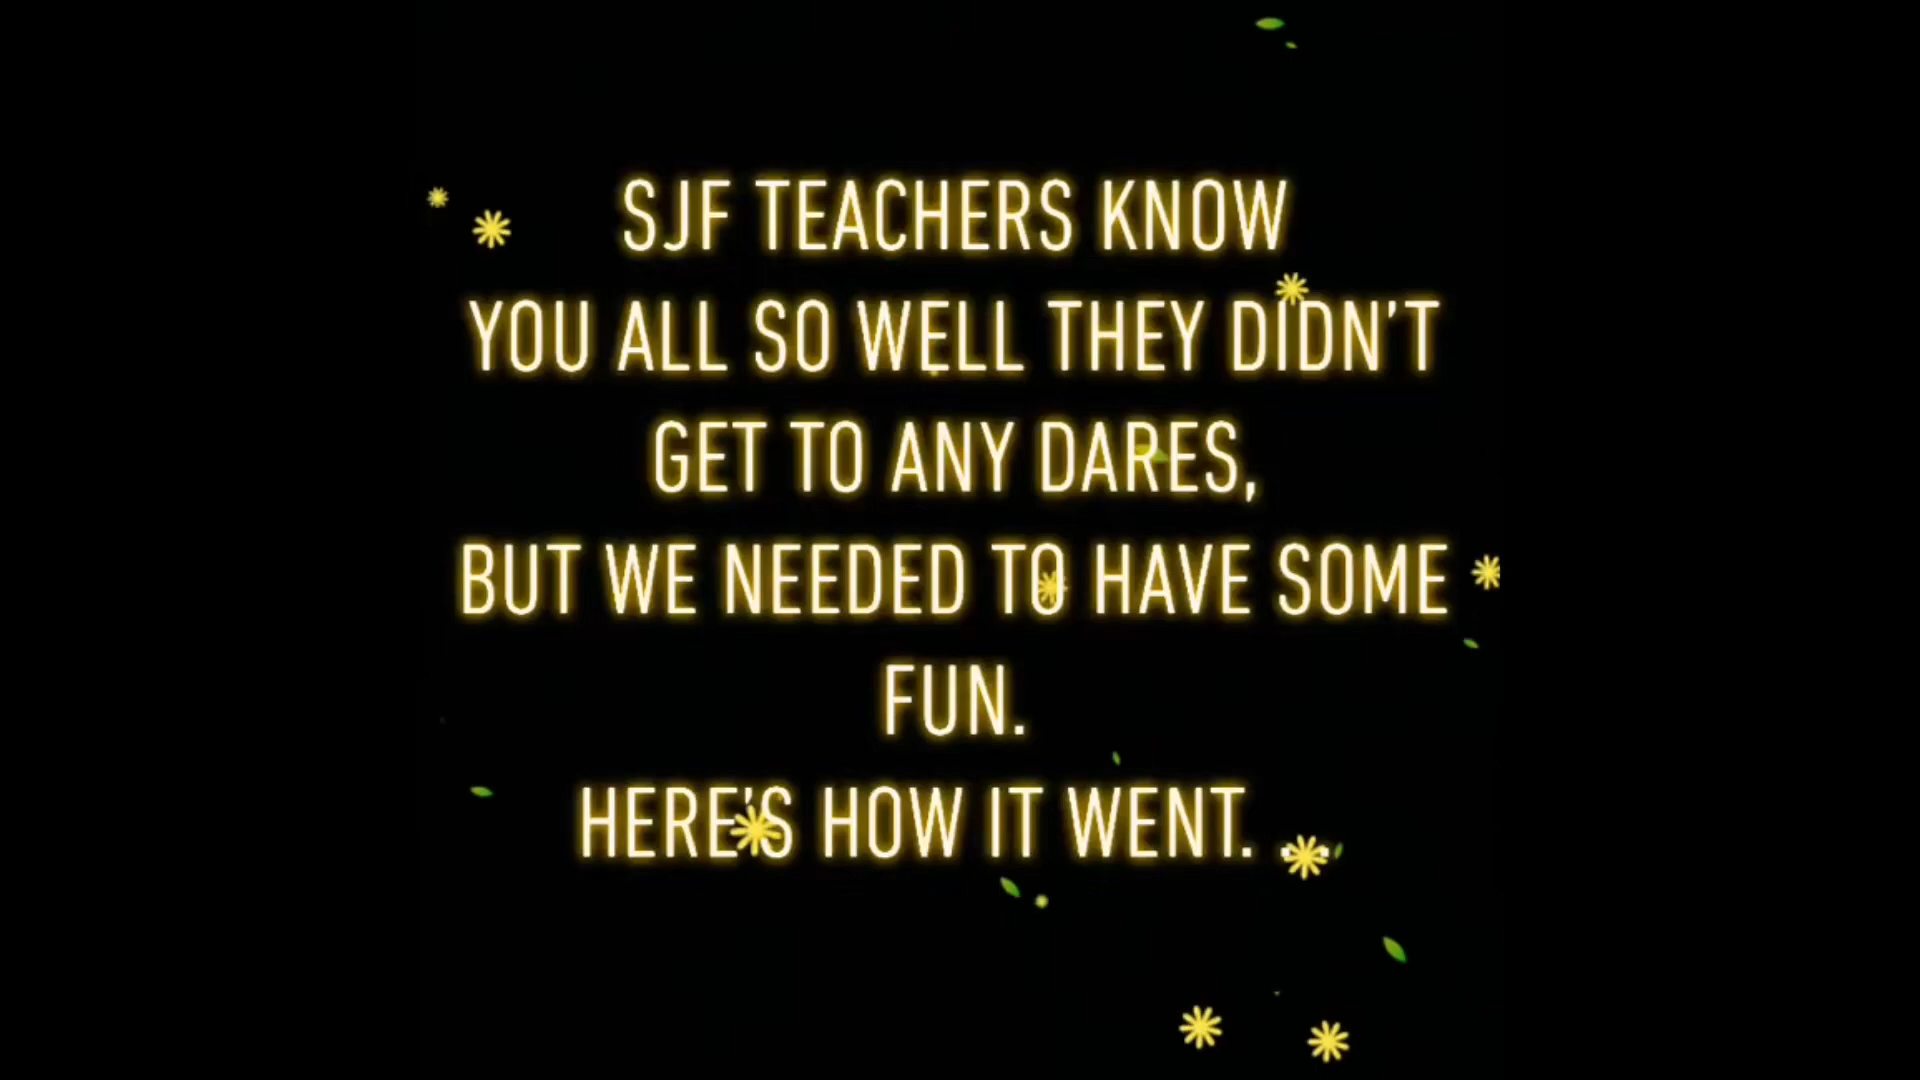 SJF TEACHERS KNOW
YOU ALL SO WELL THEY DIDN'T
GET TO ANY DARES,
BUT WE NEEDED TO HAVE SOME
FUN.
HERE'S HOW IT WENT.